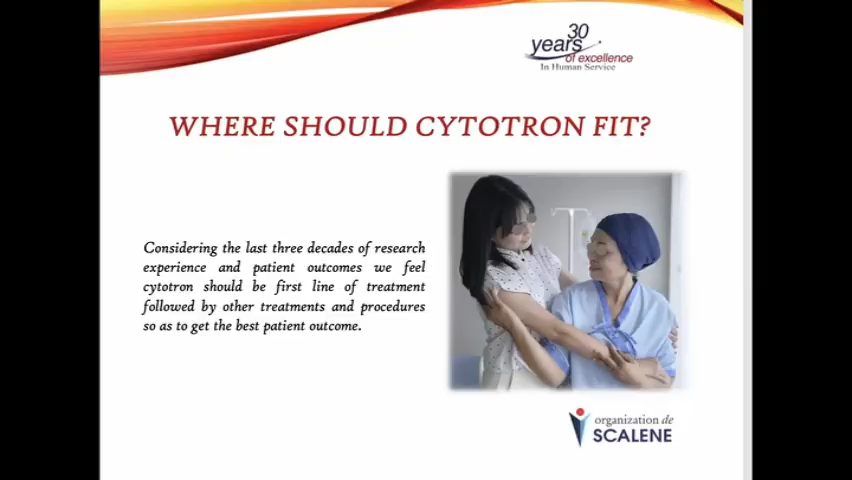 30
years
of excellence
In Human Service
WHERE SHOULD CYTOTRON FIT?
Considering the last three decades of research
experience and patient outcomes we feel
cytotron should be first line of treatment
followed by other treatments and procedures
so as to get the best patient outcome.
organization de
SCALENE